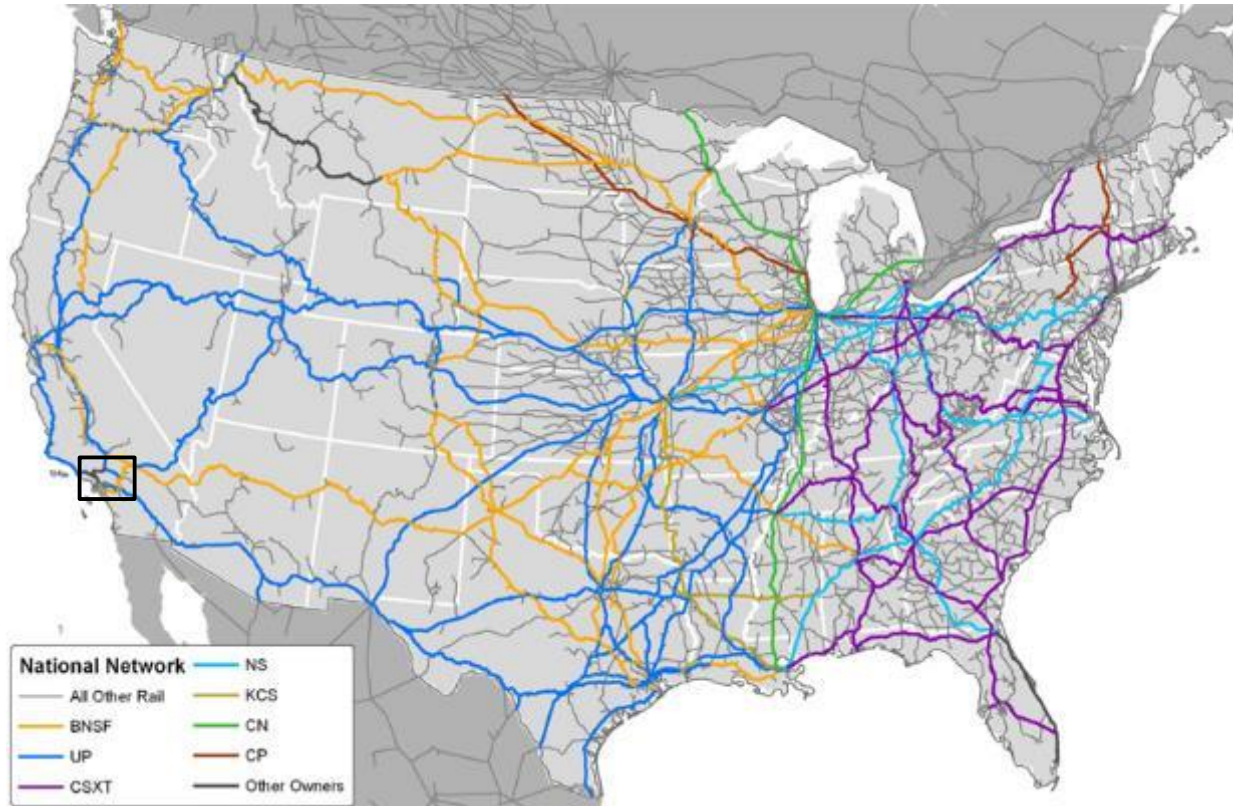 National Network
All Other Rail
BNSF
UP
CSXT
NS
KCS
CN
CP
Other Owners